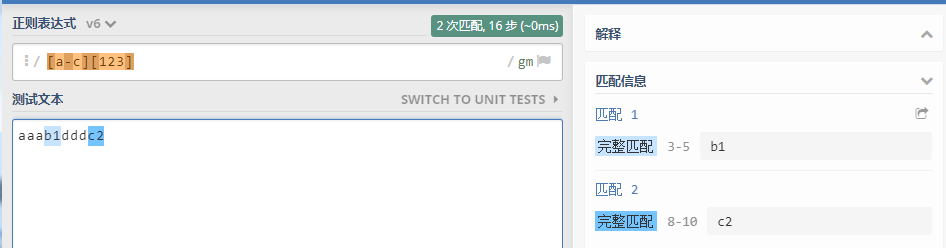 正则表达式 v6
2 次匹配, 16 步 (~0ms)
/ [a-c][123] / gm
测试文本
SWITCH TO UNIT TESTS
aaab1dddc2
解释
匹配信息
匹配 1
完整匹配 3-5 b1
匹配 2
完整匹配 8-10 c2